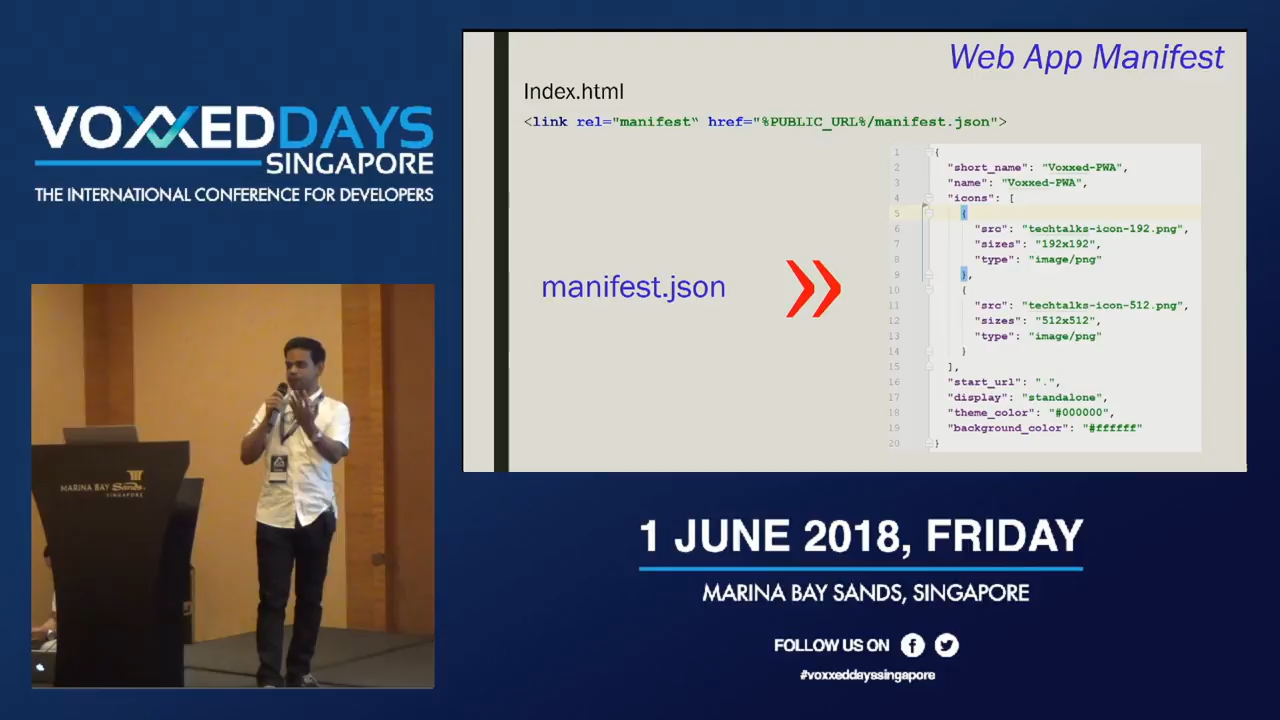 VOXXEDDAYS
SINGAPORE
THE INTERNATIONAL CONFERENCE FOR DEVELOPERS
MARINA BAY Sands
SINGAPORE
Web App Manifest
Index.html
<link rel="manifest“ href="%PUBLIC_URL%/manifest.json">
manifest.json
1 {
2 "short_name": "Voxxed-PWA",
3 "name": "Voxxed-PWA",
4 "icons": [
5 {
6 "src": "techtalks-icon-192.png",
7 "sizes": "192x192",
8 "type": "image/png"
9 },
10 {
11 "src": "techtalks-icon-512.png",
12 "sizes": "512x512",
13 "type": "image/png"
14 }
15 ],
16 "start_url": ".",
17 "display": "standalone",
18 "theme_color": "#000000",
19 "background_color": "#ffffff"
20 }
1 JUNE 2018, FRIDAY
MARINA BAY SANDS, SINGAPORE
FOLLOW US ON
#voxxeddayssingapore